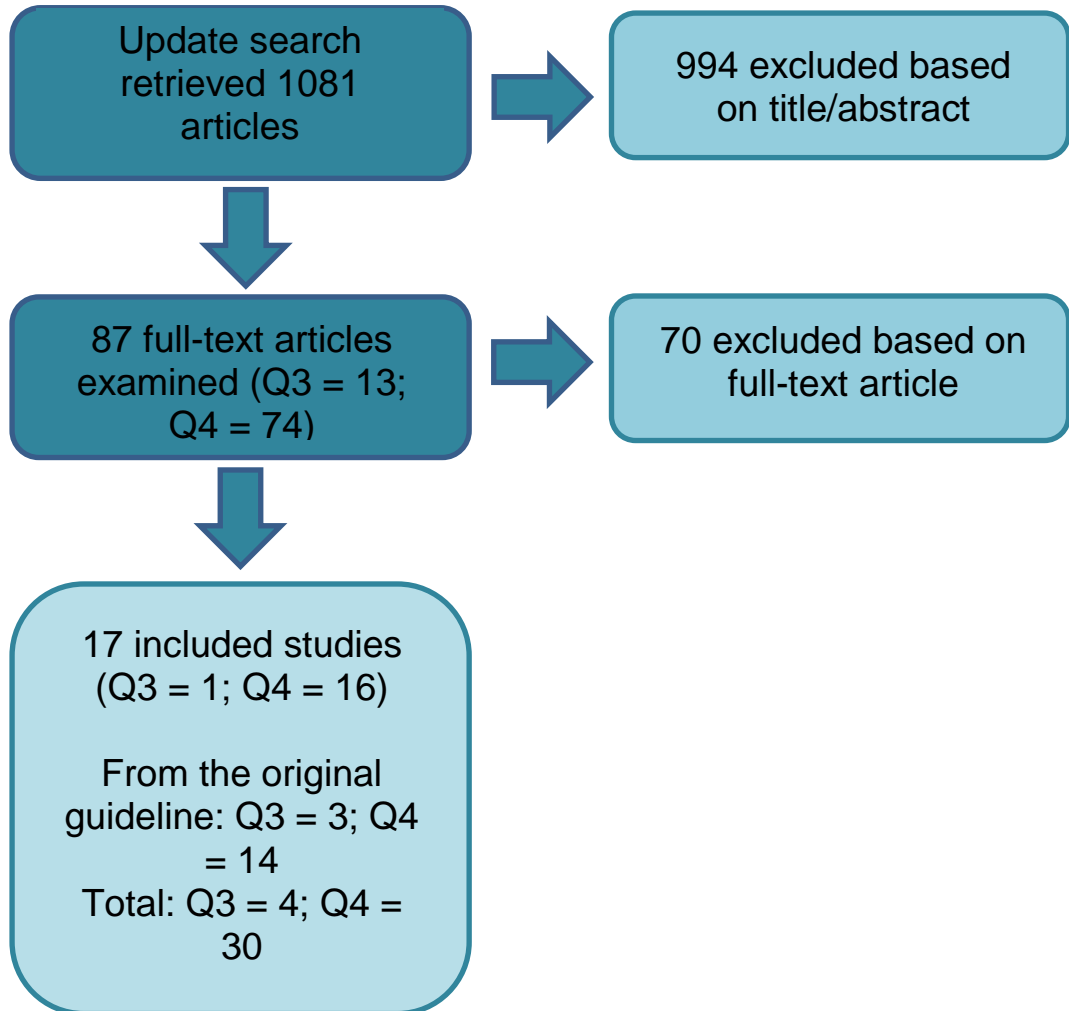 Update search
retrieved 1081
articles
994 excluded based
on title/abstract
87 full-text articles
examined (Q3 = 13;
Q4 = 74)
70 excluded based on
full-text article
17 included studies
(Q3 = 1; Q4 = 16)
From the original
guideline: Q3 = 3; Q4
= 14
Total: Q3 = 4; Q4 =
30